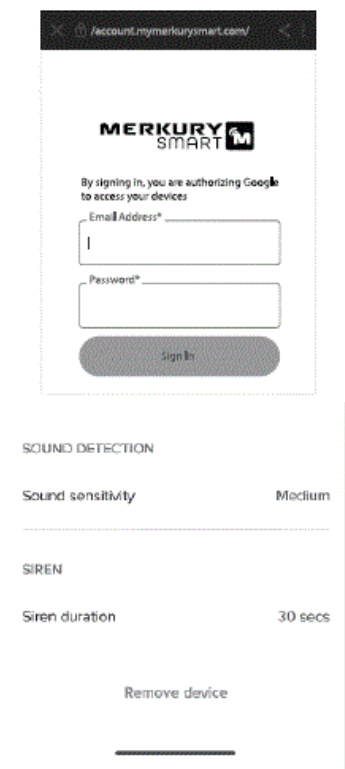 /account.mymerkurysmart.com/
MERKURY
SMART
By signing in, you are authorizing Google
to access your devices
Email Address*
Password*
Sign In
SOUND DETECTION
Sound sensitivity Medium
SIREN
Siren duration 30 secs
Remove device